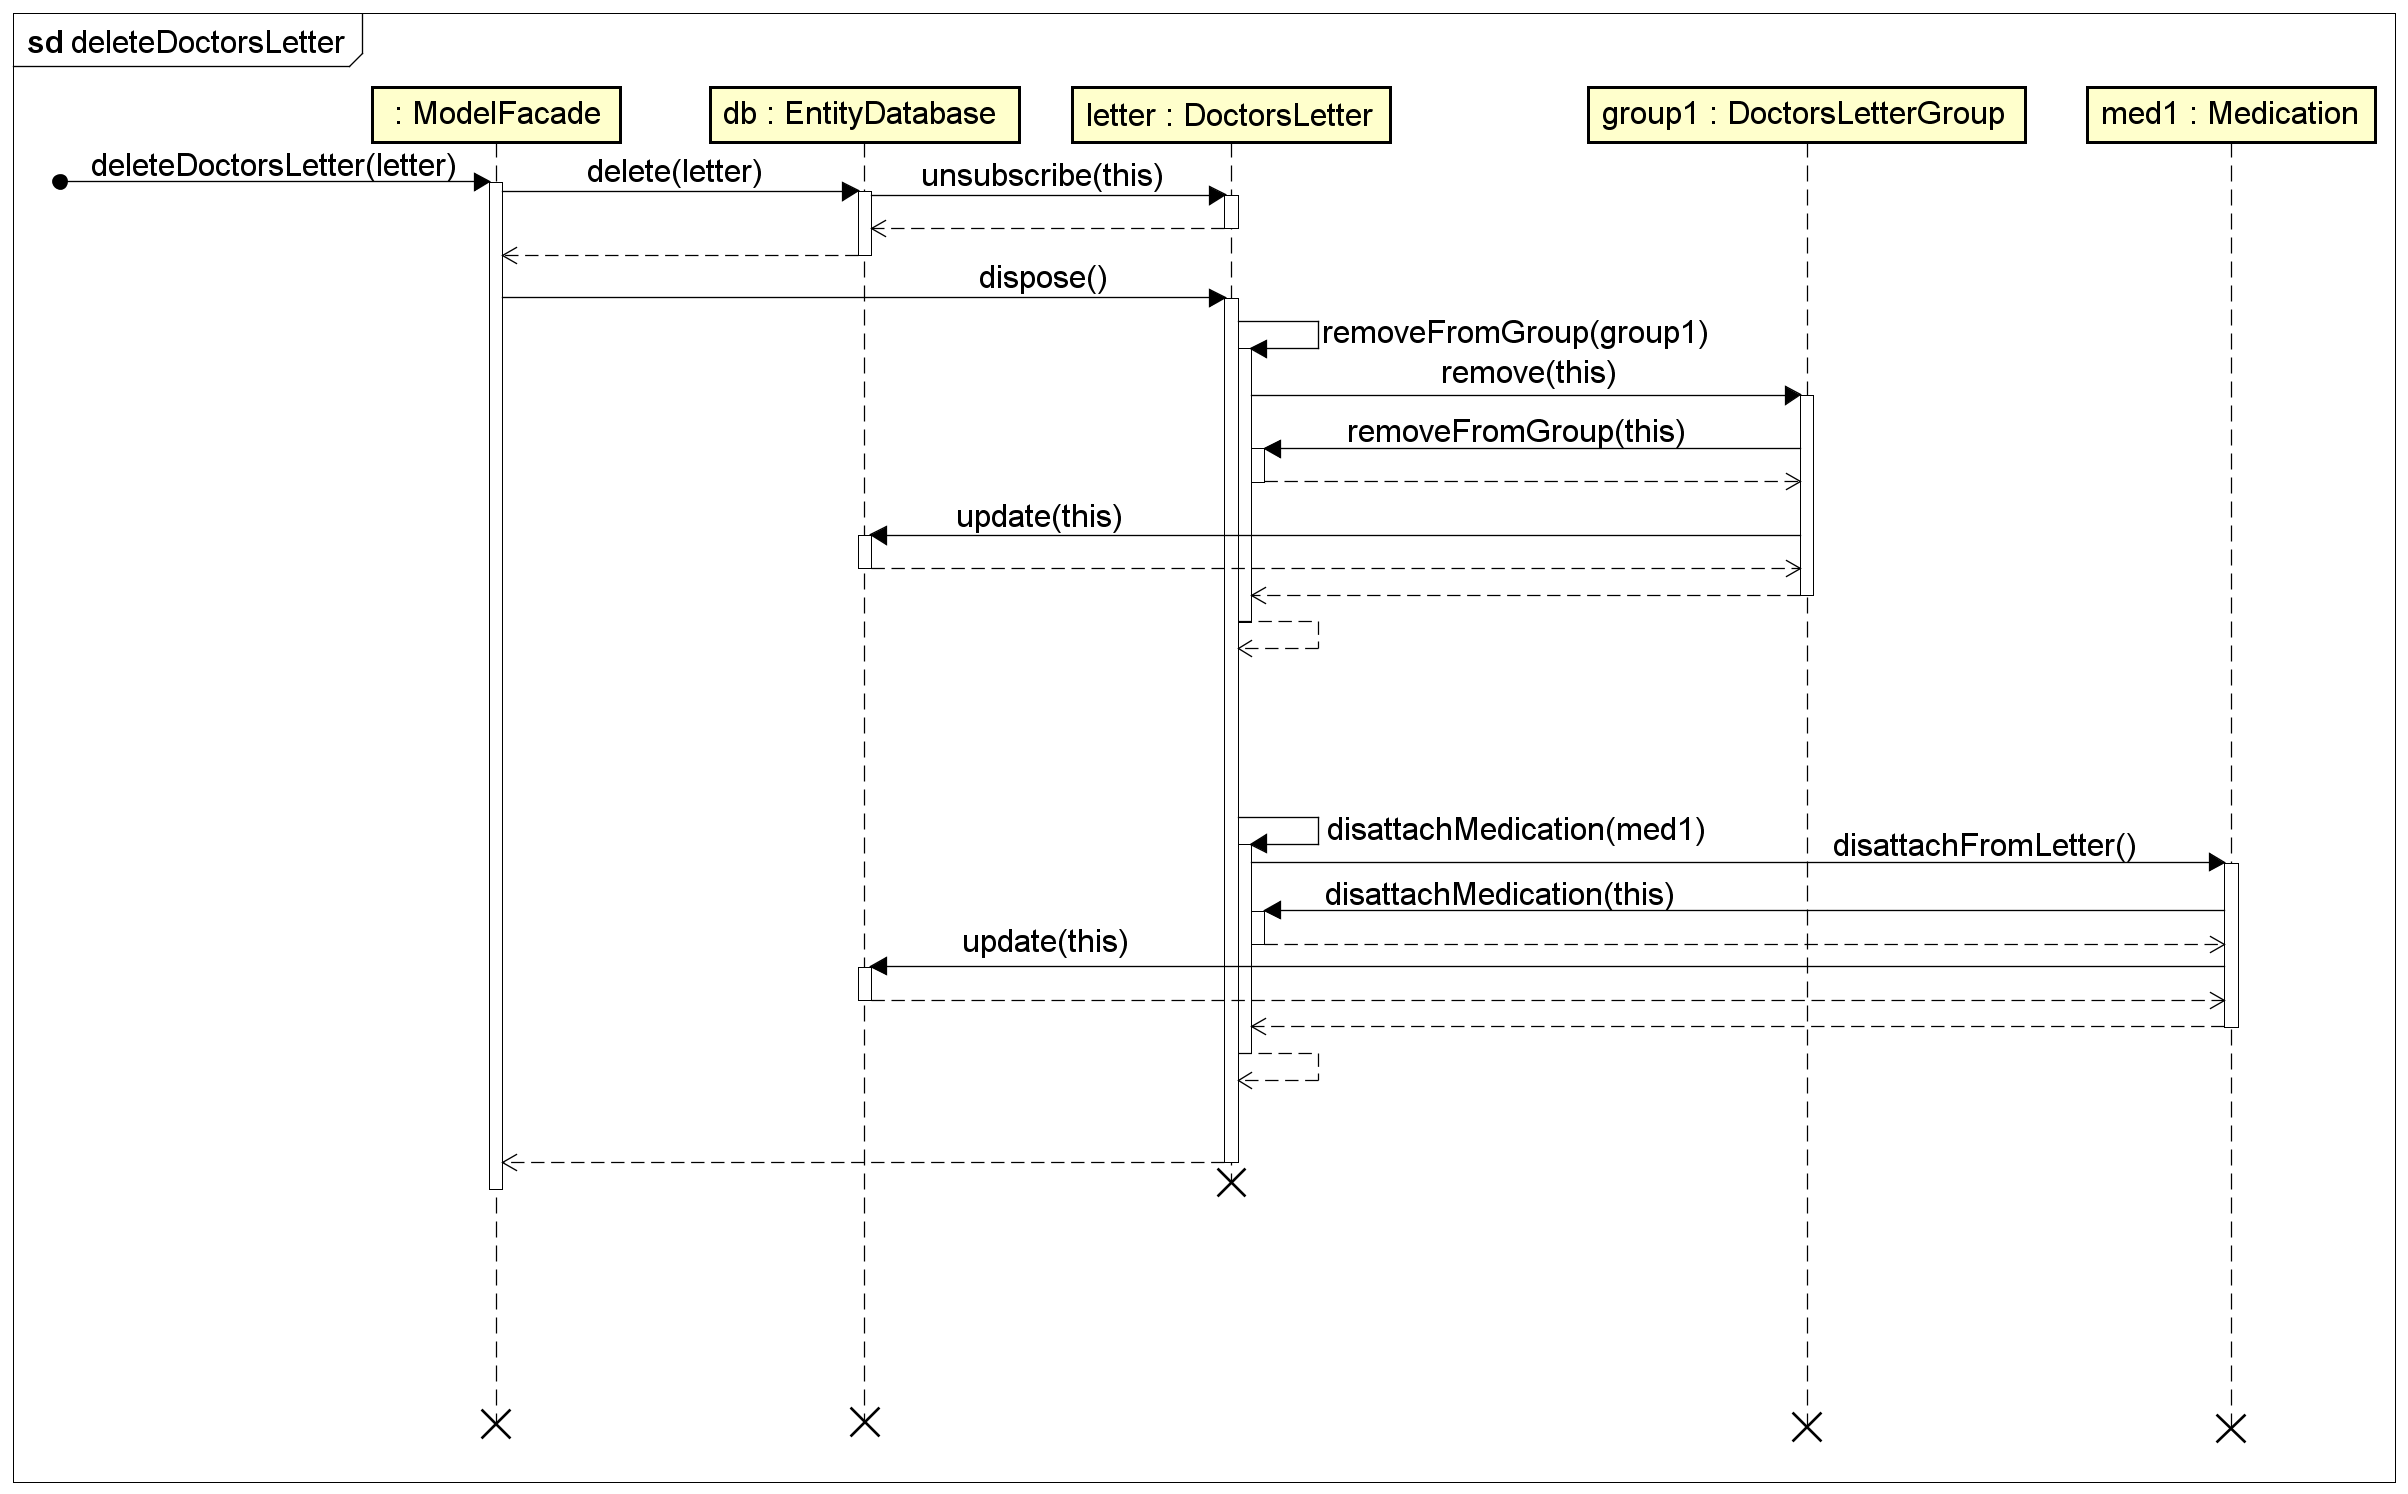 sd deleteDoctorsLetter
: ModelFacade
db : EntityDatabase
letter : DoctorsLetter
group1 : DoctorsLetterGroup
med1 : Medication
deleteDoctorsLetter(letter)
delete(letter)
unsubscribe(this)
dispose()
removeFromGroup(group1)
remove(this)
removeFromGroup(this)
update(this)
disattachMedication(med1)
disattachFromLetter()
disattachMedication(this)
update(this)